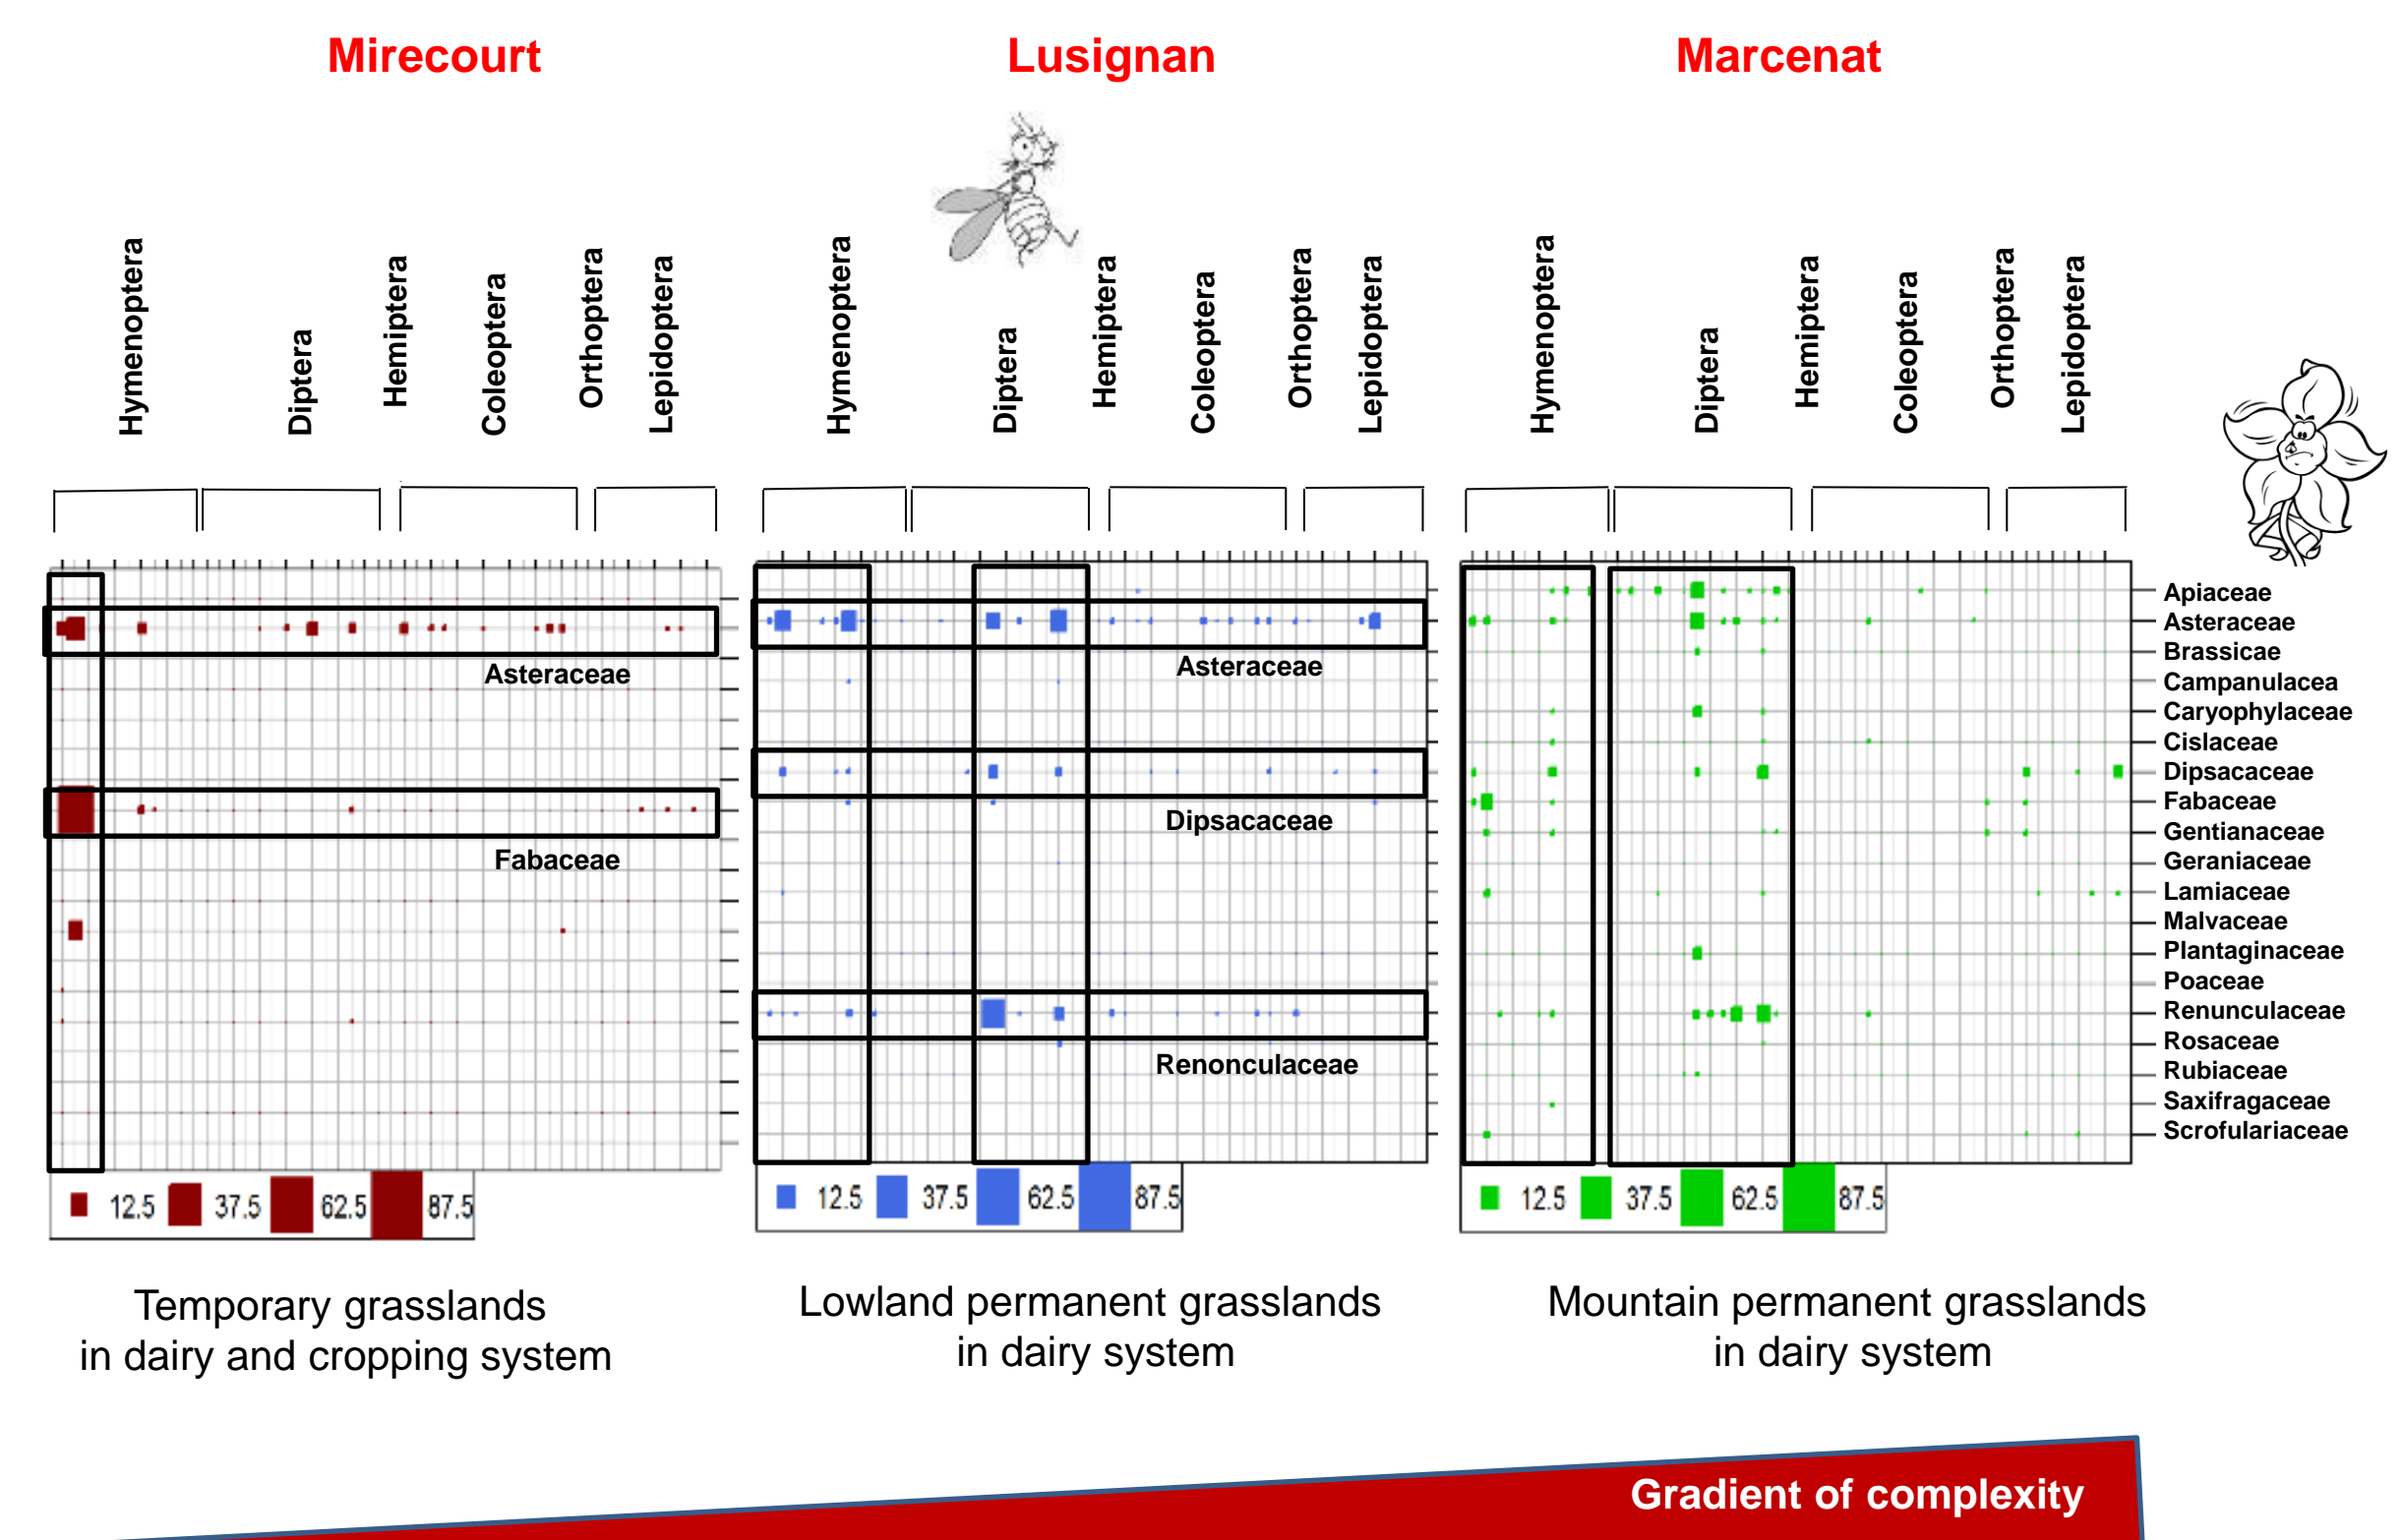 Mirecourt
Lusignan
Marcenat
Hymenoptera
Diptera
Hemiptera
Coleoptera
Orthoptera
Lepidoptera
Hymenoptera
Diptera
Hemiptera
Coleoptera
Orthoptera
Lepidoptera
Hymenoptera
Diptera
Hemiptera
Coleoptera
Orthoptera
Lepidoptera
Asteraceae
Fabaceae
Asteraceae
Dipsacaceae
Renonculaceae
Apiaceae
Asteraceae
Brassicae
Campanulacea
Caryophylaceae
Cislaceae
Dipsacaceae
Fabaceae
Gentianaceae
Geraniaceae
Lamiaceae
Malvaceae
Plantaginaceae
Poaceae
Renunculaceae
Rosaceae
Rubiaceae
Saxifragaceae
Scrofulariaceae
12.5 37.5 62.5 87.5
12.5 37.5 62.5 87.5
12.5 37.5 62.5 87.5
Temporary grasslands
in dairy and cropping system
Lowland permanent grasslands
in dairy system
Mountain permanent grasslands
in dairy system
Gradient of complexity